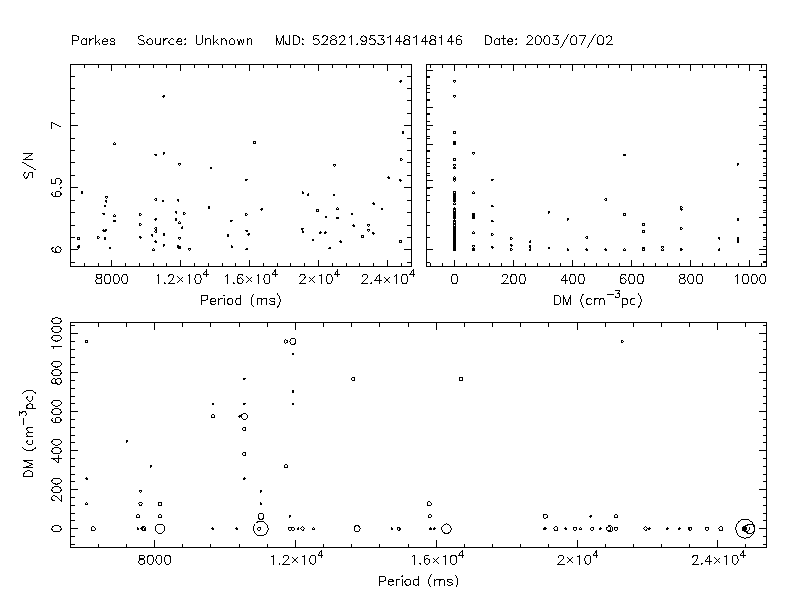 Parkes Source: Unknown MJD: 52821.953148148146 Date: 2003/07/02
S/N
7
6.5
6
8000 1.2×10⁴ 1.6×10⁴ 2×10⁴ 2.4×10⁴
Period (ms)
0 200 400 600 800 1000
DM (cm⁻³pc)
DM (cm⁻³pc)
1000
800
600
400
200
0
8000 1.2×10⁴ 1.6×10⁴ 2×10⁴ 2.4×10⁴
Period (ms)